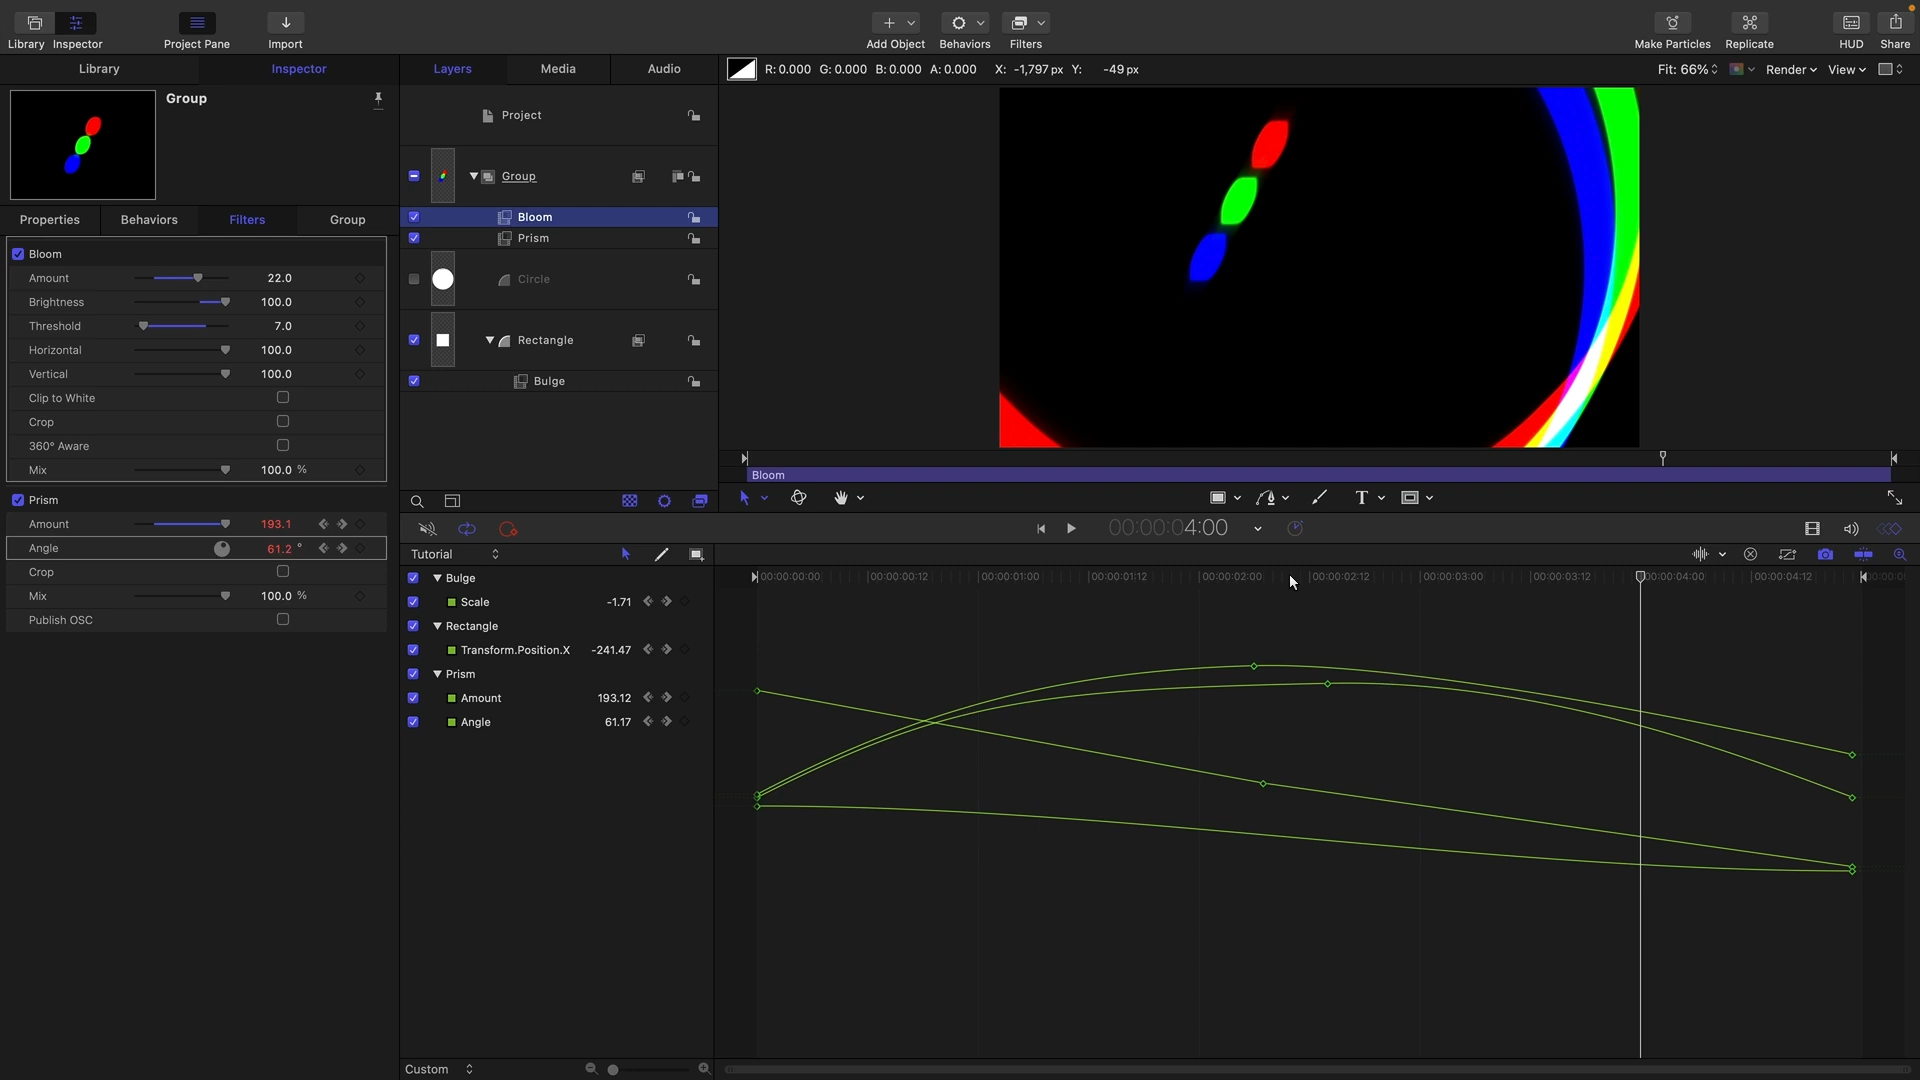 Library
Inspector
Project Pane
Import
Add Object
Behaviors
Filters
Make Particles
Replicate
HUD
Share
Library
Inspector
Layers
Media
Audio
R: 0.000 G: 0.000 B: 0.000 A: 0.000 X: -1,797 px Y: -49 px
Fit: 66%
Render
View
Group
Properties
Behaviors
Filters
Group
Bloom
Amount 22.0
Brightness 100.0
Threshold 7.0
Horizontal 100.0
Vertical 100.0
Clip to White
Crop
360° Aware
Mix 100.0 %
Prism
Amount 193.1
Angle 61.2 °
Crop
Mix 100.0 %
Publish OSC
Project
Group
Bloom
Prism
Circle
Rectangle
Bulge
Bloom
T
00:00:00:04:00
Tutorial
Bulge
Scale -1.71
Rectangle
Transform.Position.X -241.47
Prism
Amount 193.12
Angle 61.17
00:00:00:00 00:00:00:12 00:00:01:00 00:00:01:12 00:00:02:00 00:00:02:12 00:00:03:00 00:00:03:12 00:00:04:00 00:00:04:12
Custom